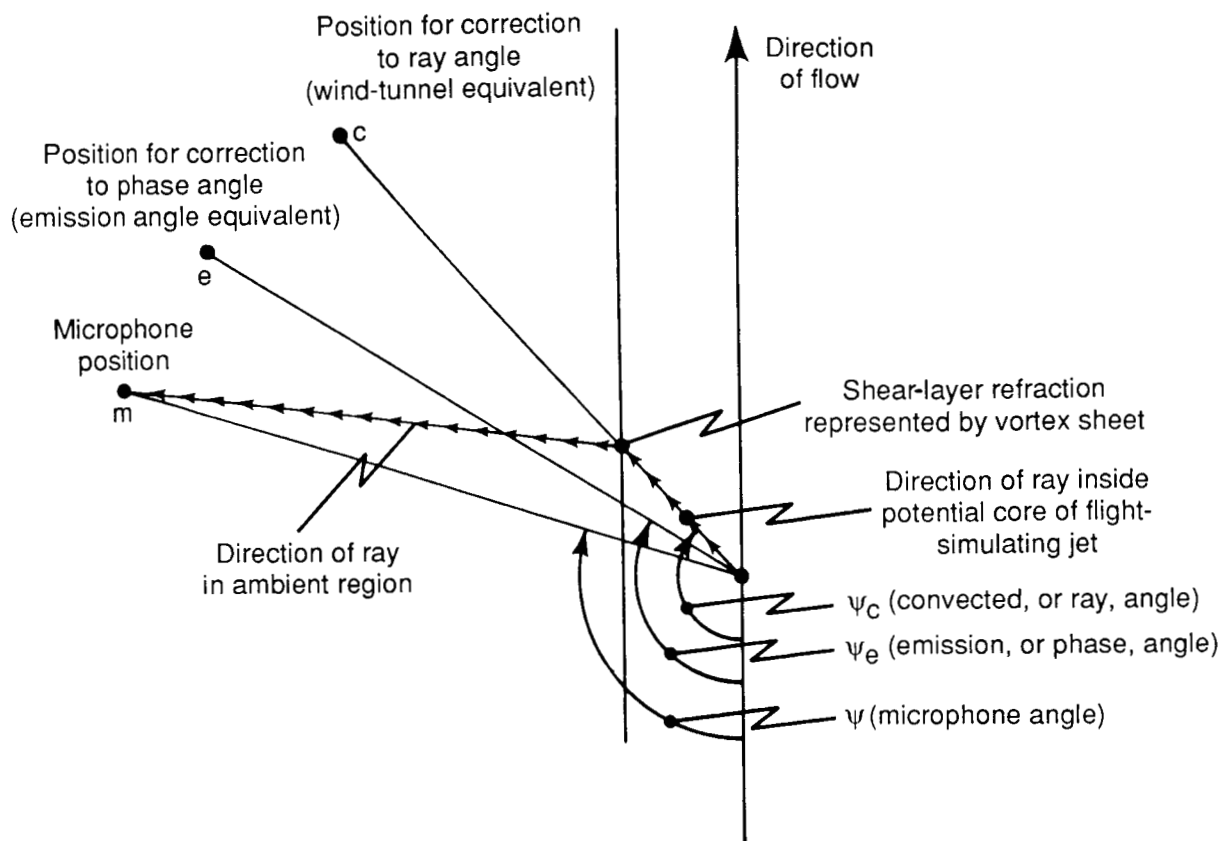 Position for correction
to ray angle
(wind-tunnel equivalent)
Direction
of flow
c
Position for correction
to phase angle
(emission angle equivalent)
e
Microphone
position
m
Shear-layer refraction
represented by vortex sheet
Direction of ray inside
potential core of flight-
simulating jet
Direction of ray
in ambient region
ψc (convected, or ray, angle)
ψe (emission, or phase, angle)
ψ (microphone angle)